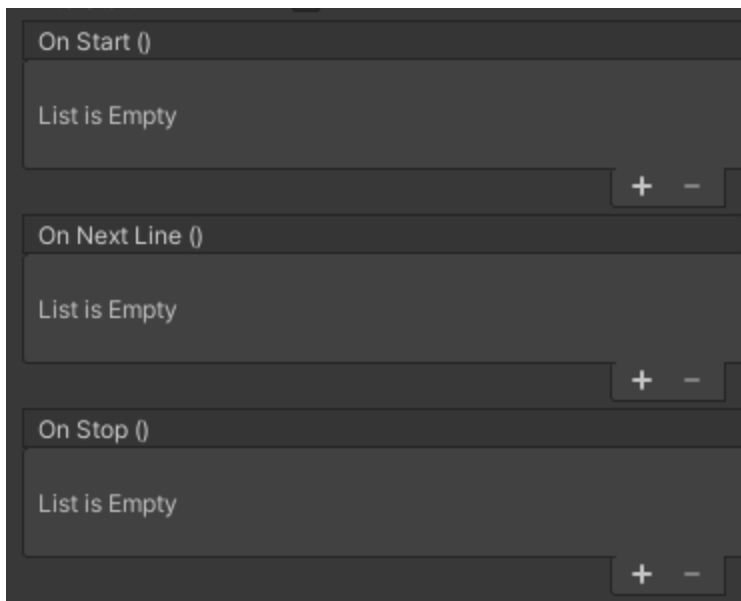 On Start ()
List is Empty
+ −
On Next Line ()
List is Empty
+ −
On Stop ()
List is Empty
+ −